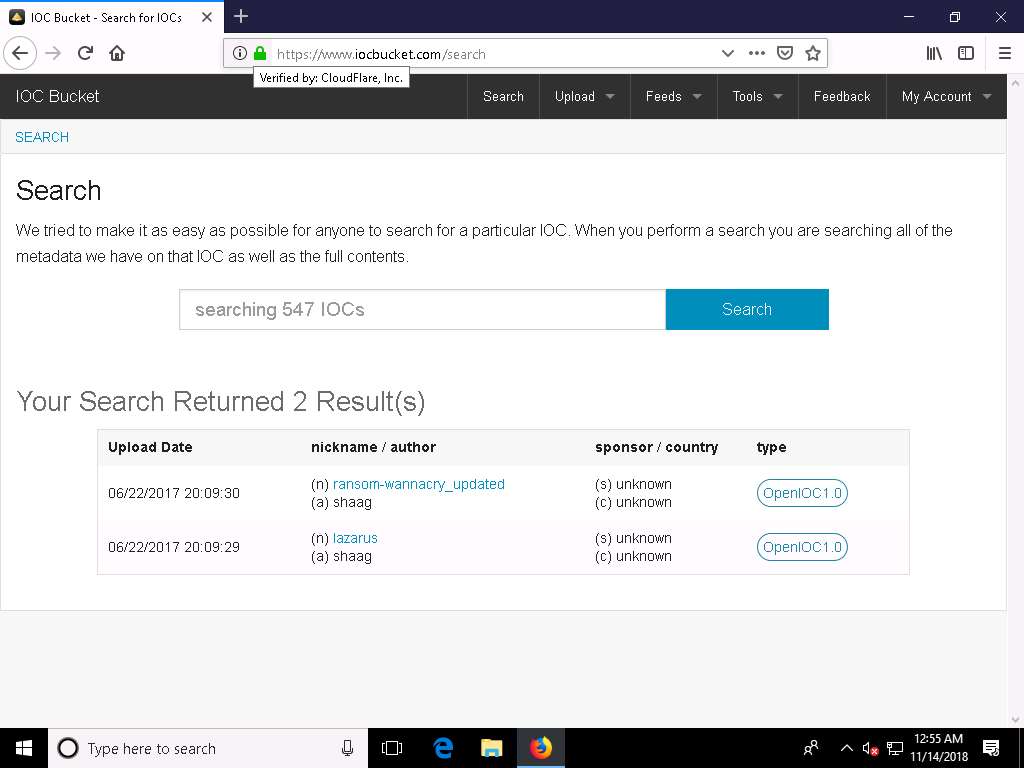 IOC Bucket - Search for IOCs
https://www.iocbucket.com/search
Verified by: CloudFlare, Inc.
IOC Bucket
Search
Upload
Feeds
Tools
Feedback
My Account
SEARCH
Search
We tried to make it as easy as possible for anyone to search for a particular IOC. When you perform a search you are searching all of the
metadata we have on that IOC as well as the full contents.
searching 547 IOCs
Search
Your Search Returned 2 Result(s)
Upload Date nickname / author sponsor / country type
06/22/2017 20:09:30
(n) ransom-wannacry_updated
(a) shaag
(s) unknown
(c) unknown
OpenIOC1.0
06/22/2017 20:09:29
(n) lazarus
(a) shaag
(s) unknown
(c) unknown
OpenIOC1.0
Type here to search
12:55 AM
11/14/2018